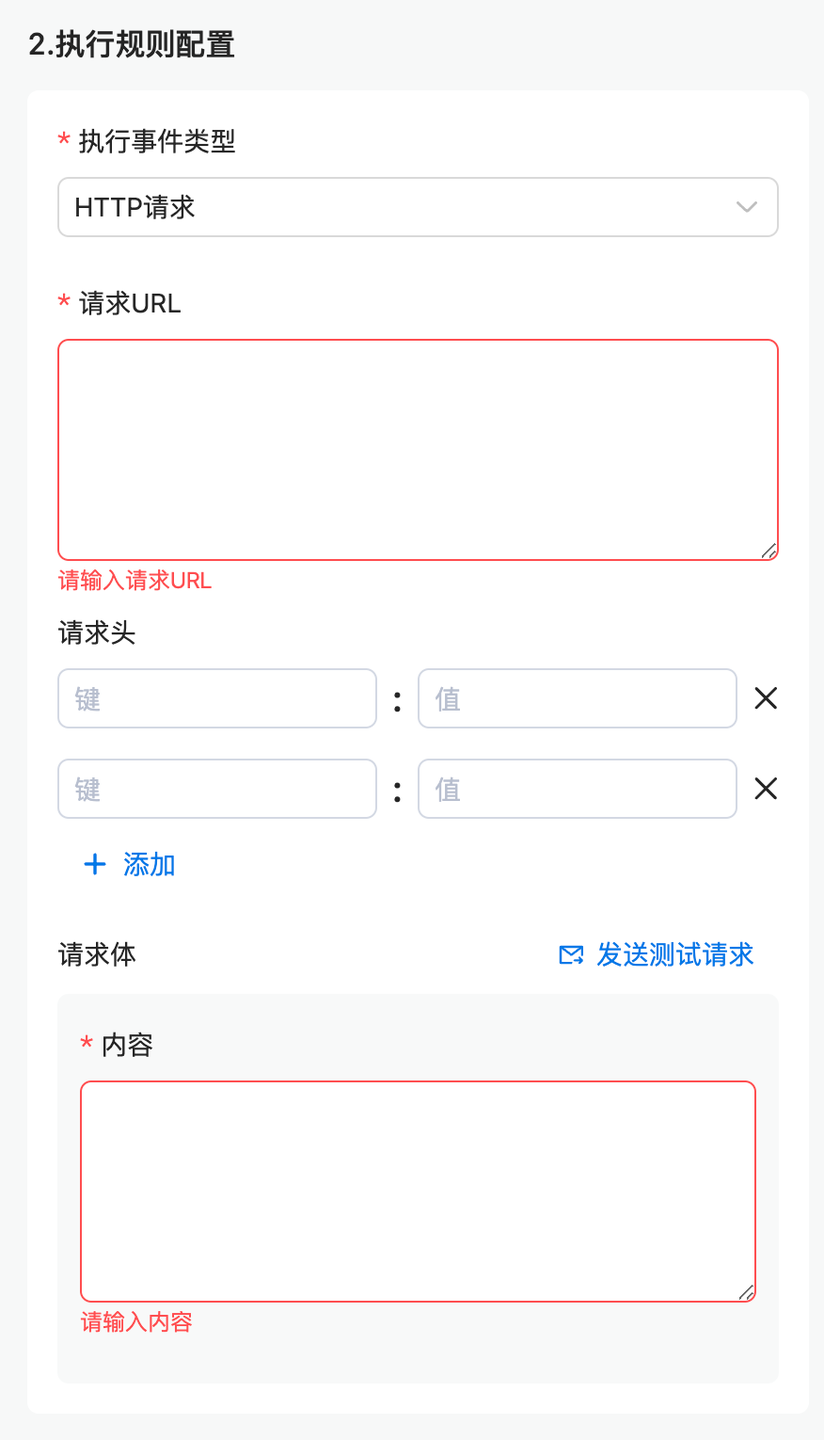 2.执行规则配置
* 执行事件类型
HTTP请求
* 请求URL
请输入请求URL
请求头
键 : 值
键 : 值
添加
请求体 发送测试请求
* 内容
请输入内容